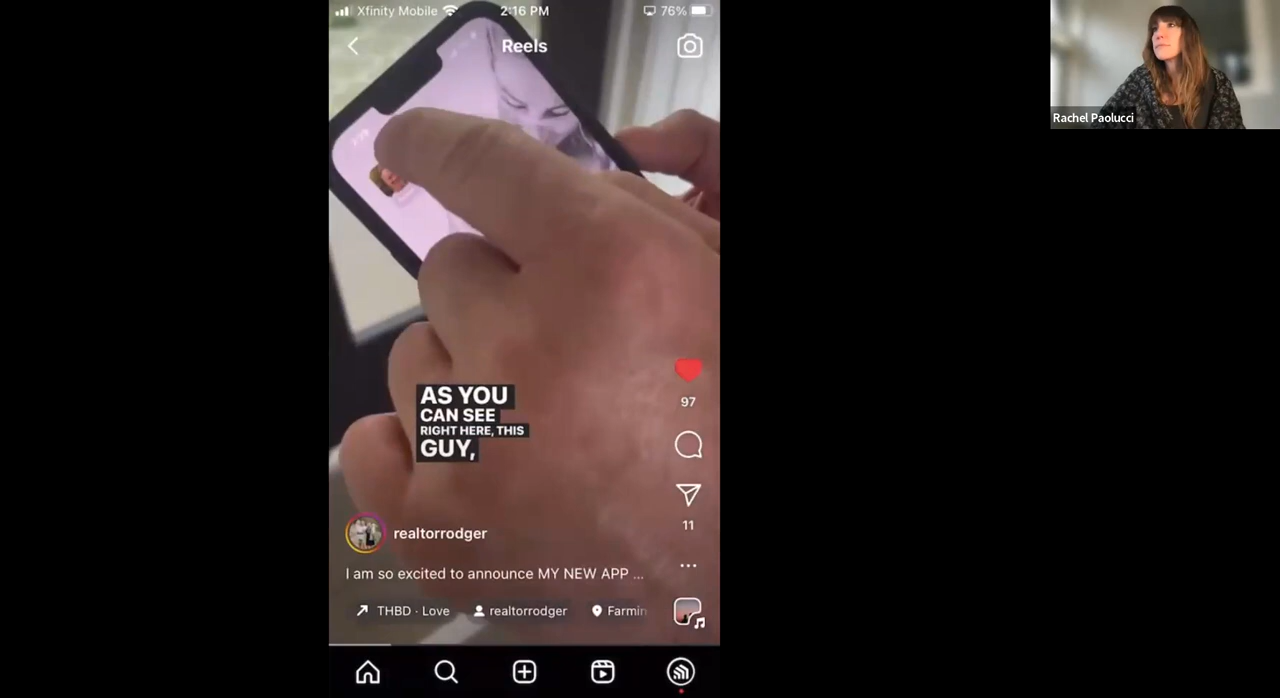 Xfinity Mobile 2:16 PM 76%
Reels
Rachel Paolucci
AS YOU
CAN SEE
RIGHT HERE, THIS
GUY,
97
11
realtorrodger
I am so excited to announce MY NEW APP ...
THBD · Love realtorrodger Farmin